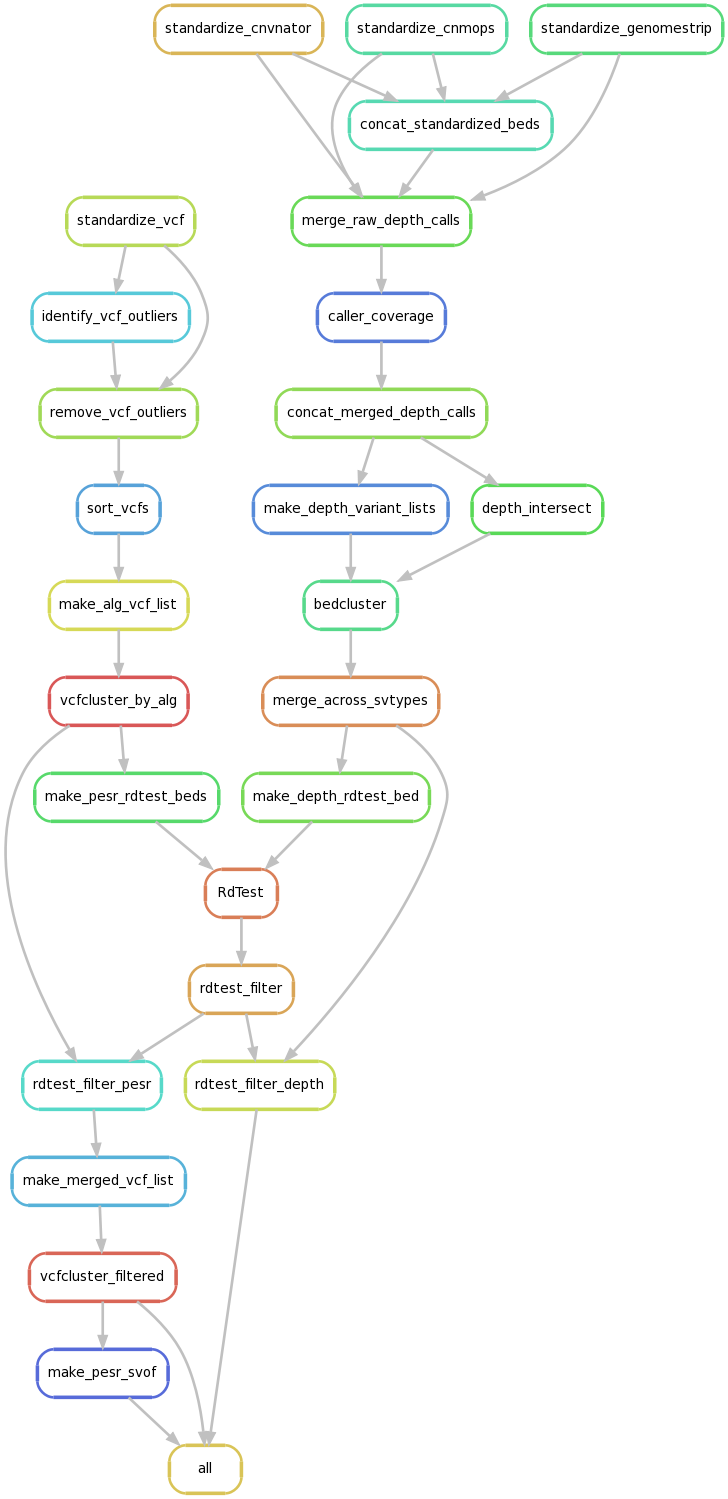 standardize_cnvnator
standardize_cnmops
standardize_genomestrip
concat_standardized_beds
standardize_vcf
merge_raw_depth_calls
identify_vcf_outliers
caller_coverage
remove_vcf_outliers
concat_merged_depth_calls
sort_vcfs
make_depth_variant_lists
depth_intersect
make_alg_vcf_list
bedcluster
vcfcluster_by_alg
merge_across_svtypes
make_pesr_rdtest_beds
make_depth_rdtest_bed
RdTest
rdtest_filter
rdtest_filter_pesr
rdtest_filter_depth
make_merged_vcf_list
vcfcluster_filtered
make_pesr_svof
all